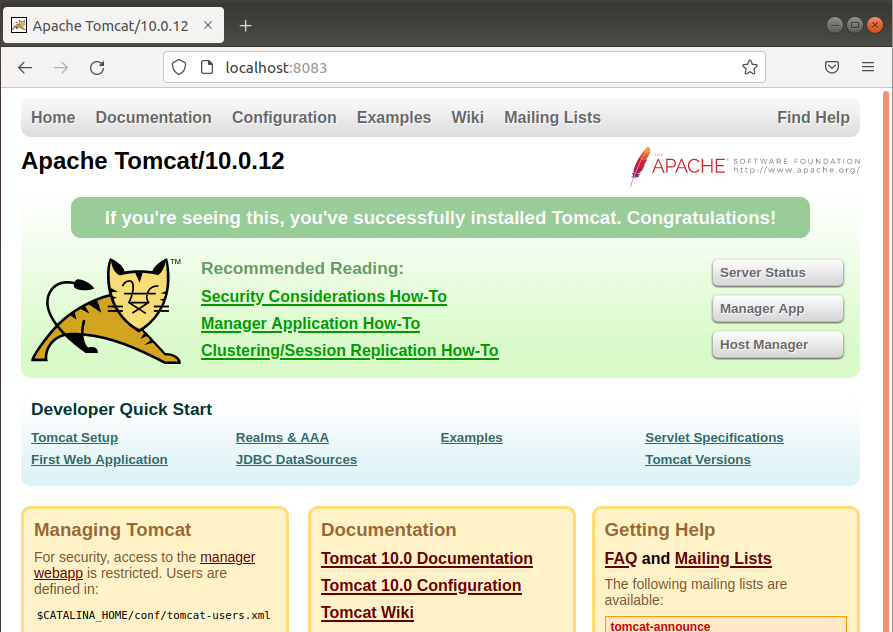 Apache Tomcat/10.0.12
localhost:8083
Home Documentation Configuration Examples Wiki Mailing Lists Find Help
Apache Tomcat/10.0.12
THE APACHE SOFTWARE FOUNDATION
http://www.apache.org/
If you're seeing this, you've successfully installed Tomcat. Congratulations!
TM
Recommended Reading:
Security Considerations How-To
Manager Application How-To
Clustering/Session Replication How-To
Server Status
Manager App
Host Manager
Developer Quick Start
Tomcat Setup Realms & AAA Examples Servlet Specifications
First Web Application JDBC DataSources Tomcat Versions
Managing Tomcat
For security, access to the manager
webapp is restricted. Users are
defined in:
$CATALINA_HOME/conf/tomcat-users.xml
Documentation
Tomcat 10.0 Documentation
Tomcat 10.0 Configuration
Tomcat Wiki
Getting Help
FAQ and Mailing Lists
The following mailing lists are
available:
tomcat-announce